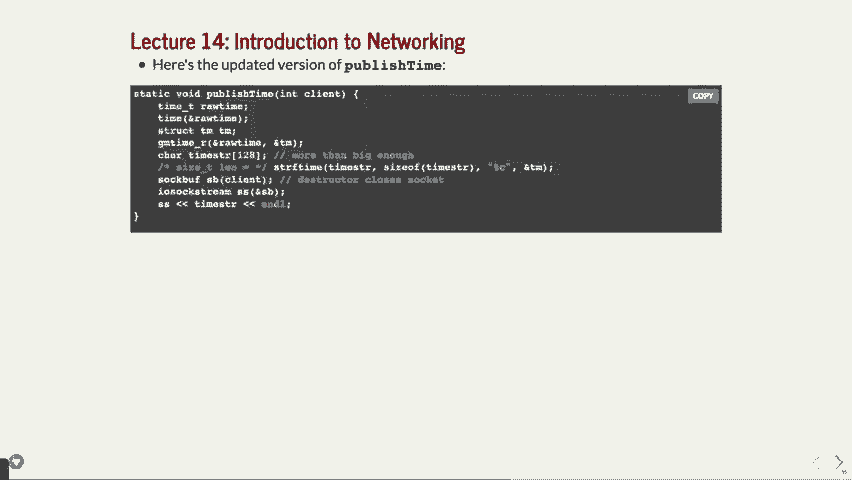 Lecture 14: Introduction to Networking
• Here's the updated version of publishTime:
COPY
static void publishTime(int client) {
time_t rawtime;
time(&rawtime);
struct tm tm;
gmtime_r(&rawtime, &tm);
char timestr[128]; // more than big enough
/* size_t len = */ strftime(timestr, sizeof(timestr), "%c", &tm);
sockbuf sb(client); // destructor closes socket
iosockstream ss(&sb);
ss << timestr << endl;
}